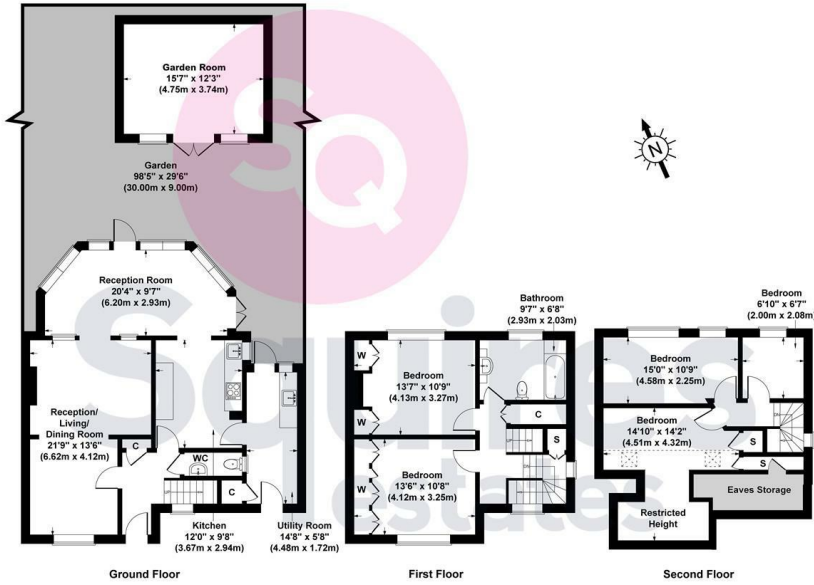 Garden Room
15'7" x 12'3"
(4.75m x 3.74m)
Garden
98'5" x 29'6"
(30.00m x 9.00m)
N
SQ
Squires
estates
Reception Room
20'4" x 9'7"
(6.20m x 2.93m)
Reception/
Living/
Dining Room
21'9" x 13'6"
(6.62m x 4.12m)
C
WC
C
Kitchen
12'0" x 9'8"
(3.67m x 2.94m)
Utility Room
14'8" x 5'8"
(4.48m x 1.72m)
Ground Floor
Bathroom
9'7" x 6'8"
(2.93m x 2.03m)
W
Bedroom
13'7" x 10'9"
(4.13m x 3.27m)
W
C
S
W
Bedroom
13'6" x 10'8"
(4.12m x 3.25m)
W
First Floor
Bedroom
6'10" x 6'7"
(2.00m x 2.08m)
Bedroom
15'0" x 10'9"
(4.58m x 2.25m)
Bedroom
14'10" x 14'2"
(4.51m x 4.32m)
S
S
Eaves Storage
Restricted
Height
Second Floor